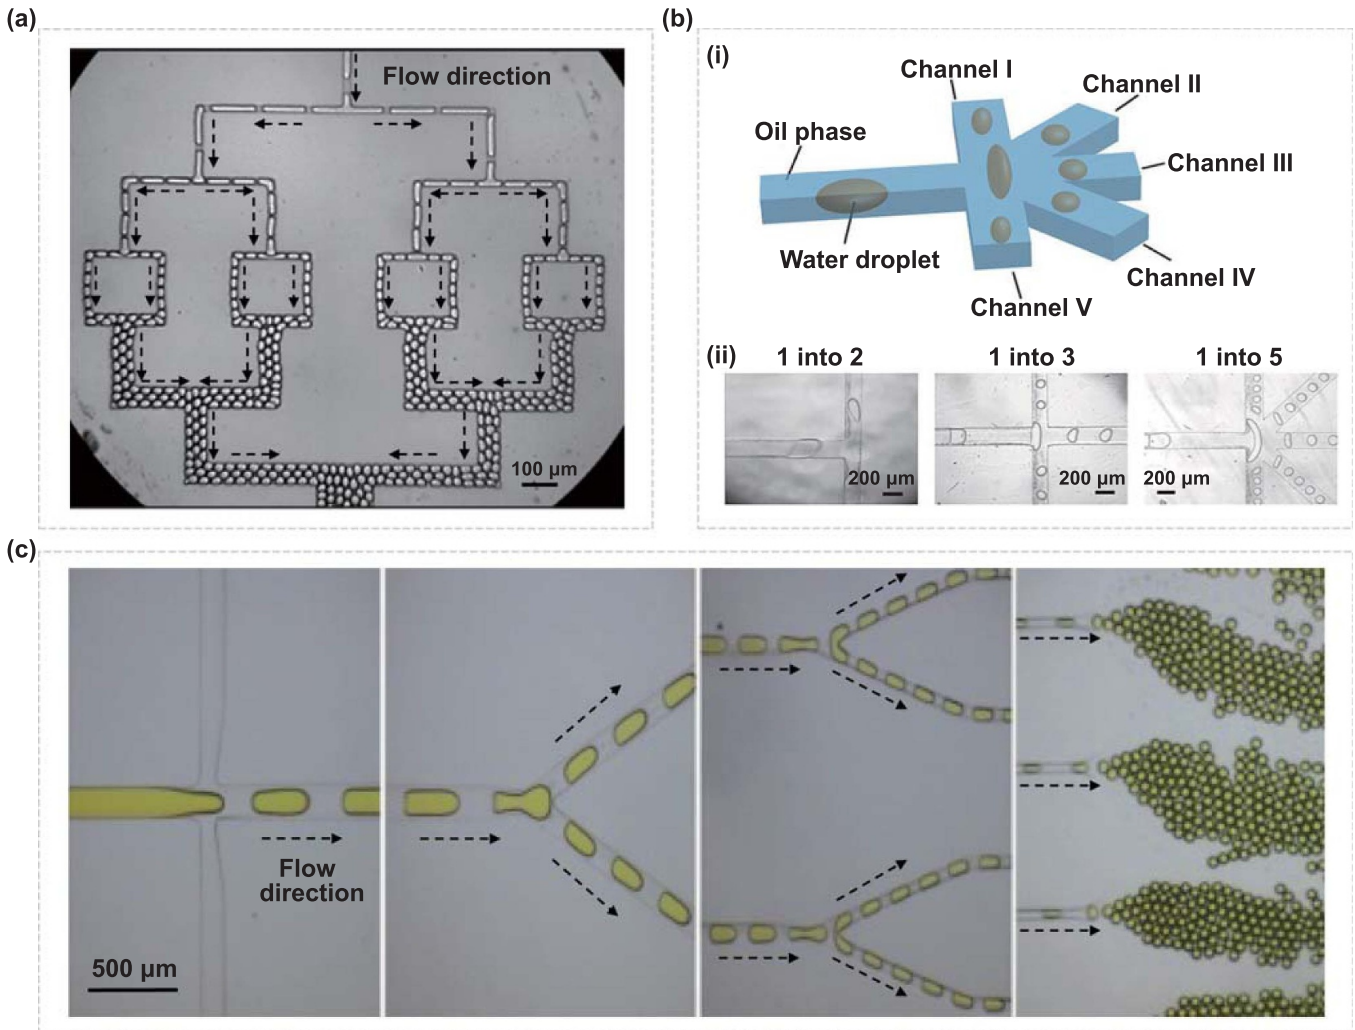 (a)
Flow direction
100 µm
(b)
(i)
Channel I
Channel II
Oil phase
Channel III
Water droplet
Channel IV
Channel V
(ii)
1 into 2
1 into 3
1 into 5
200 µm
200 µm
200 µm
(c)
Flow
direction
500 µm